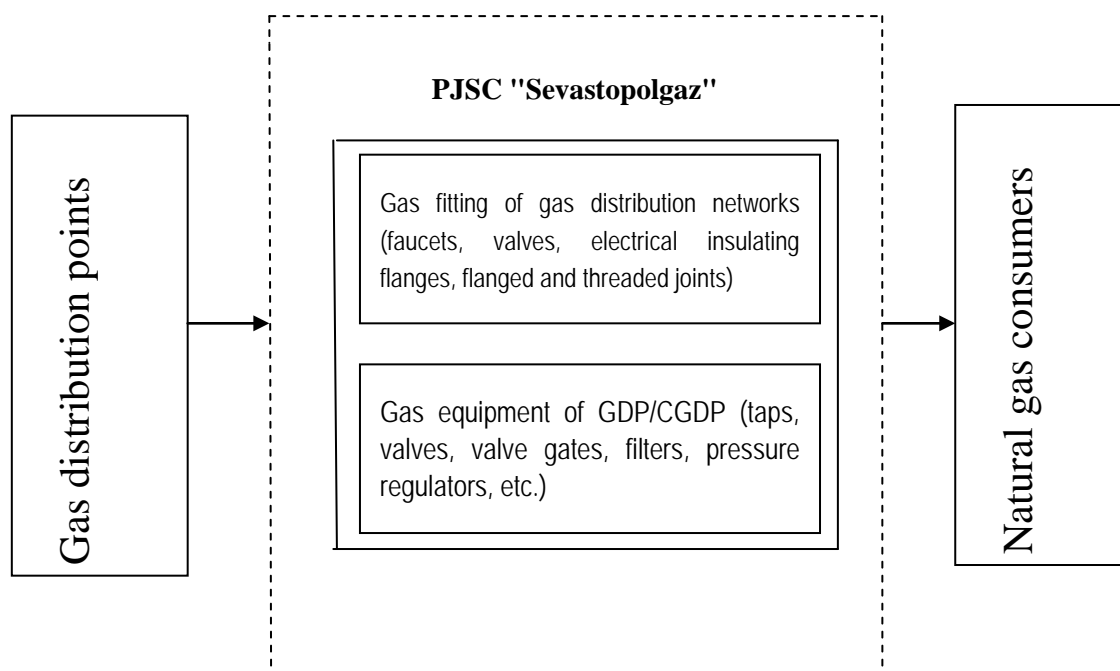 PJSC "Sevastopolgaz"
Gas distribution points
Gas fitting of gas distribution networks
(faucets, valves, electrical insulating
flanges, flanged and threaded joints)
Gas equipment of GDP/CGDP (taps,
valves, valve gates, filters, pressure
regulators, etc.)
Natural gas consumers